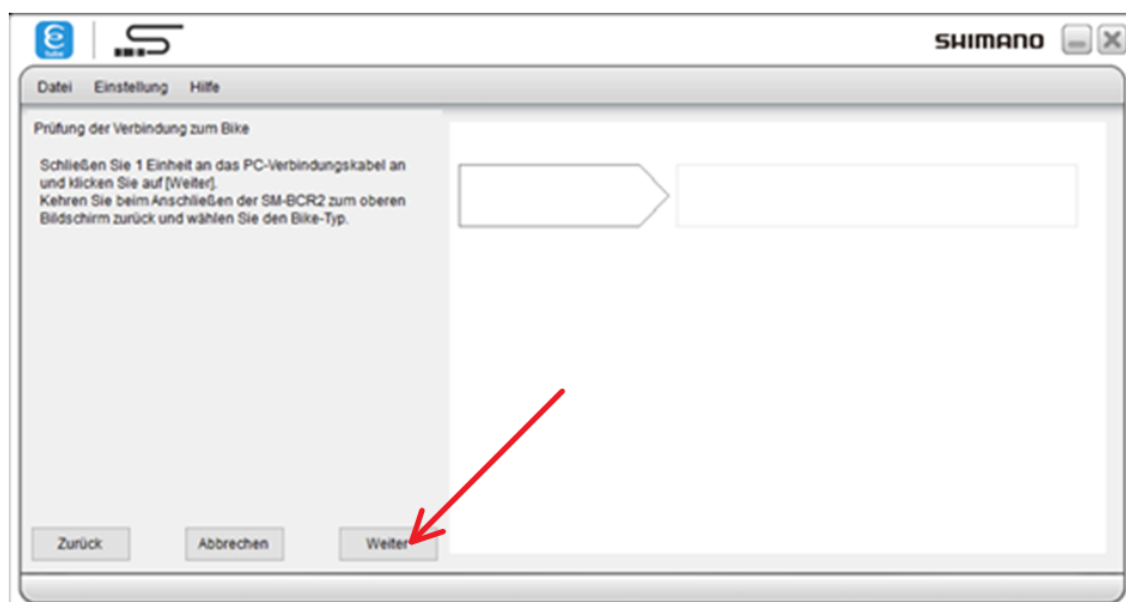 SHIMANO
Datei Einstellung Hilfe
Prüfung der Verbindung zum Bike
Schließen Sie 1 Einheit an das PC-Verbindungskabel an
und klicken Sie auf [Weiter].
Kehren Sie beim Anschließen der SM-BCR2 zum oberen
Bildschirm zurück und wählen Sie den Bike-Typ.
Zurück Abbrechen Weiter